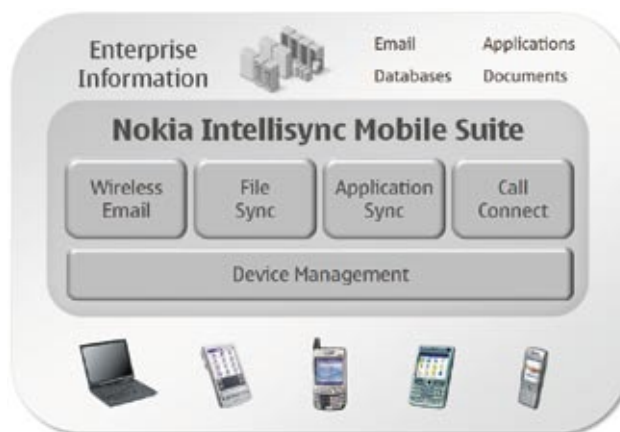 Enterprise
Information
Email
Applications
Databases
Documents
Nokia Intellisync Mobile Suite
Wireless
Email
File
Sync
Application
Sync
Call
Connect
Device Management